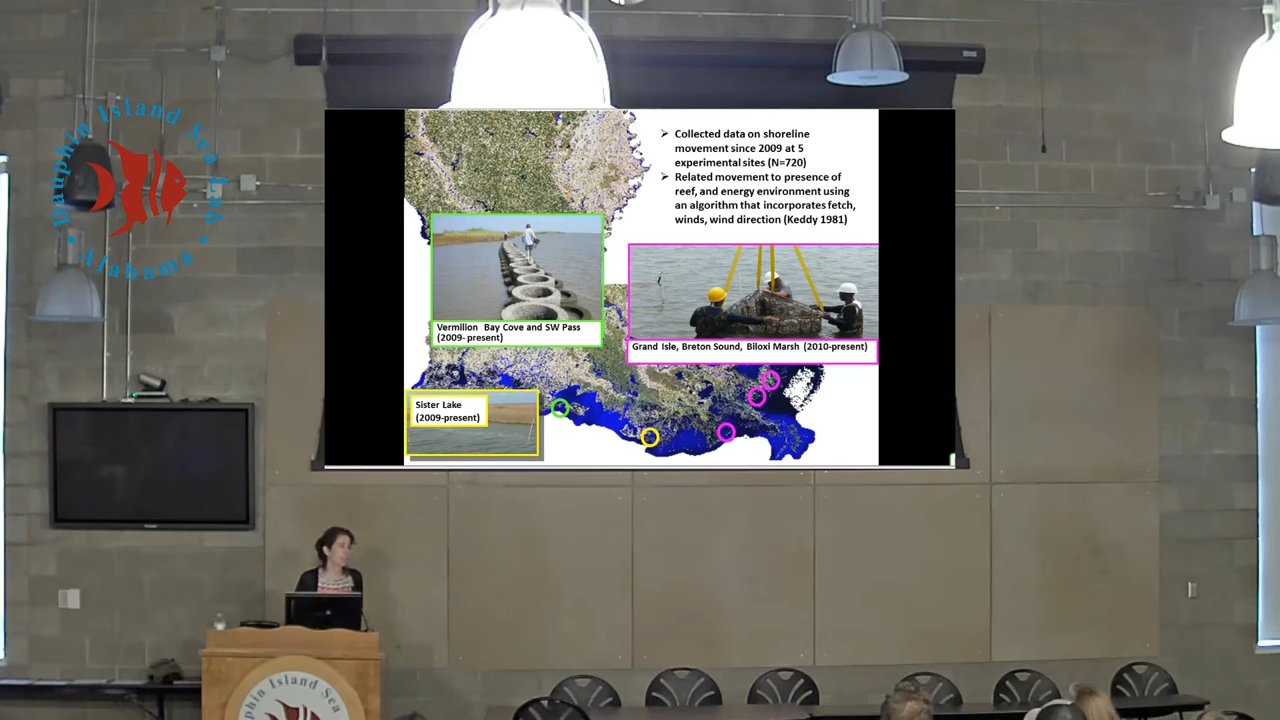 Dauphin Island Sea Lab
Alabama
➢ Collected data on shoreline
movement since 2009 at 5
experimental sites (N=720)
➢ Related movement to presence of
reef, and energy environment using
an algorithm that incorporates fetch,
winds, wind direction (Keddy 1981)
Vermilion Bay Cove and SW Pass
(2009- present)
Grand Isle, Breton Sound, Biloxi Marsh (2010-present)
Sister Lake
(2009-present)
Dauphin Island Sea